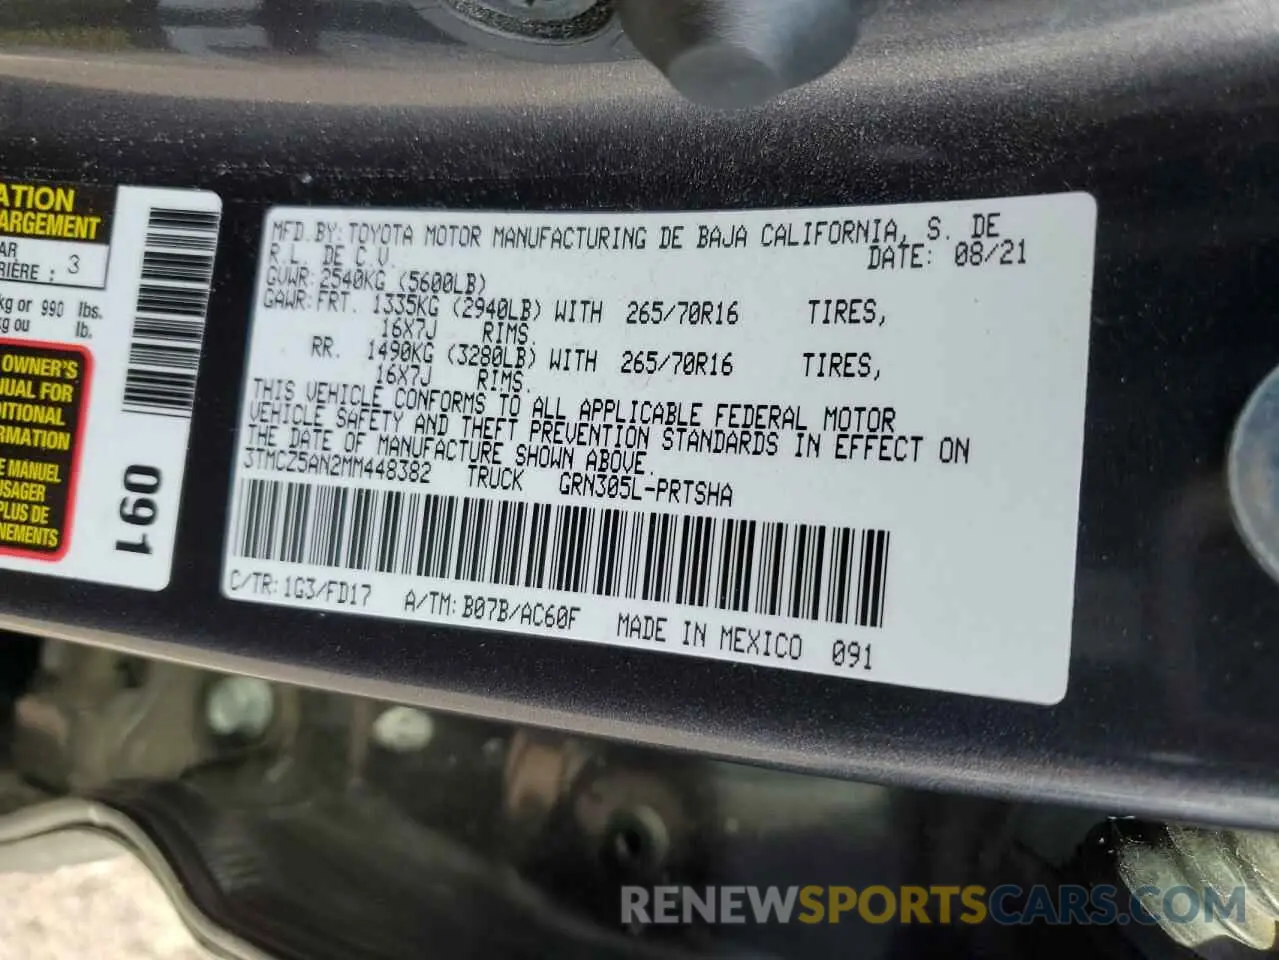 ATION
ARGEMENT
AR
RIÈRE : 3
kg or 990 lbs.
kg ou lb.
OWNER'S
UAL FOR
DITIONAL
RMATION
E MANUEL
USAGER
PLUS DE
NEMENTS
091
MFD.BY:TOYOTA MOTOR MANUFACTURING DE BAJA CALIFORNIA, S. DE
R.L. DE C.V. DATE: 08/21
GVWR:2540KG (5600LB)
GAWR:FRT. 1335KG (2940LB) WITH 265/70R16 TIRES,
16X7J RIMS.
RR. 1490KG (3280LB) WITH 265/70R16 TIRES,
16X7J RIMS.
THIS VEHICLE CONFORMS TO ALL APPLICABLE FEDERAL MOTOR
VEHICLE SAFETY AND THEFT PREVENTION STANDARDS IN EFFECT ON
THE DATE OF MANUFACTURE SHOWN ABOVE.
3TMCZ5AN2MM448382 TRUCK GRN305L-PRTSHA
C/TR:1G3/FD17 A/TM:B07B/AC60F MADE IN MEXICO 091
RENEWSPORTSCARS.COM